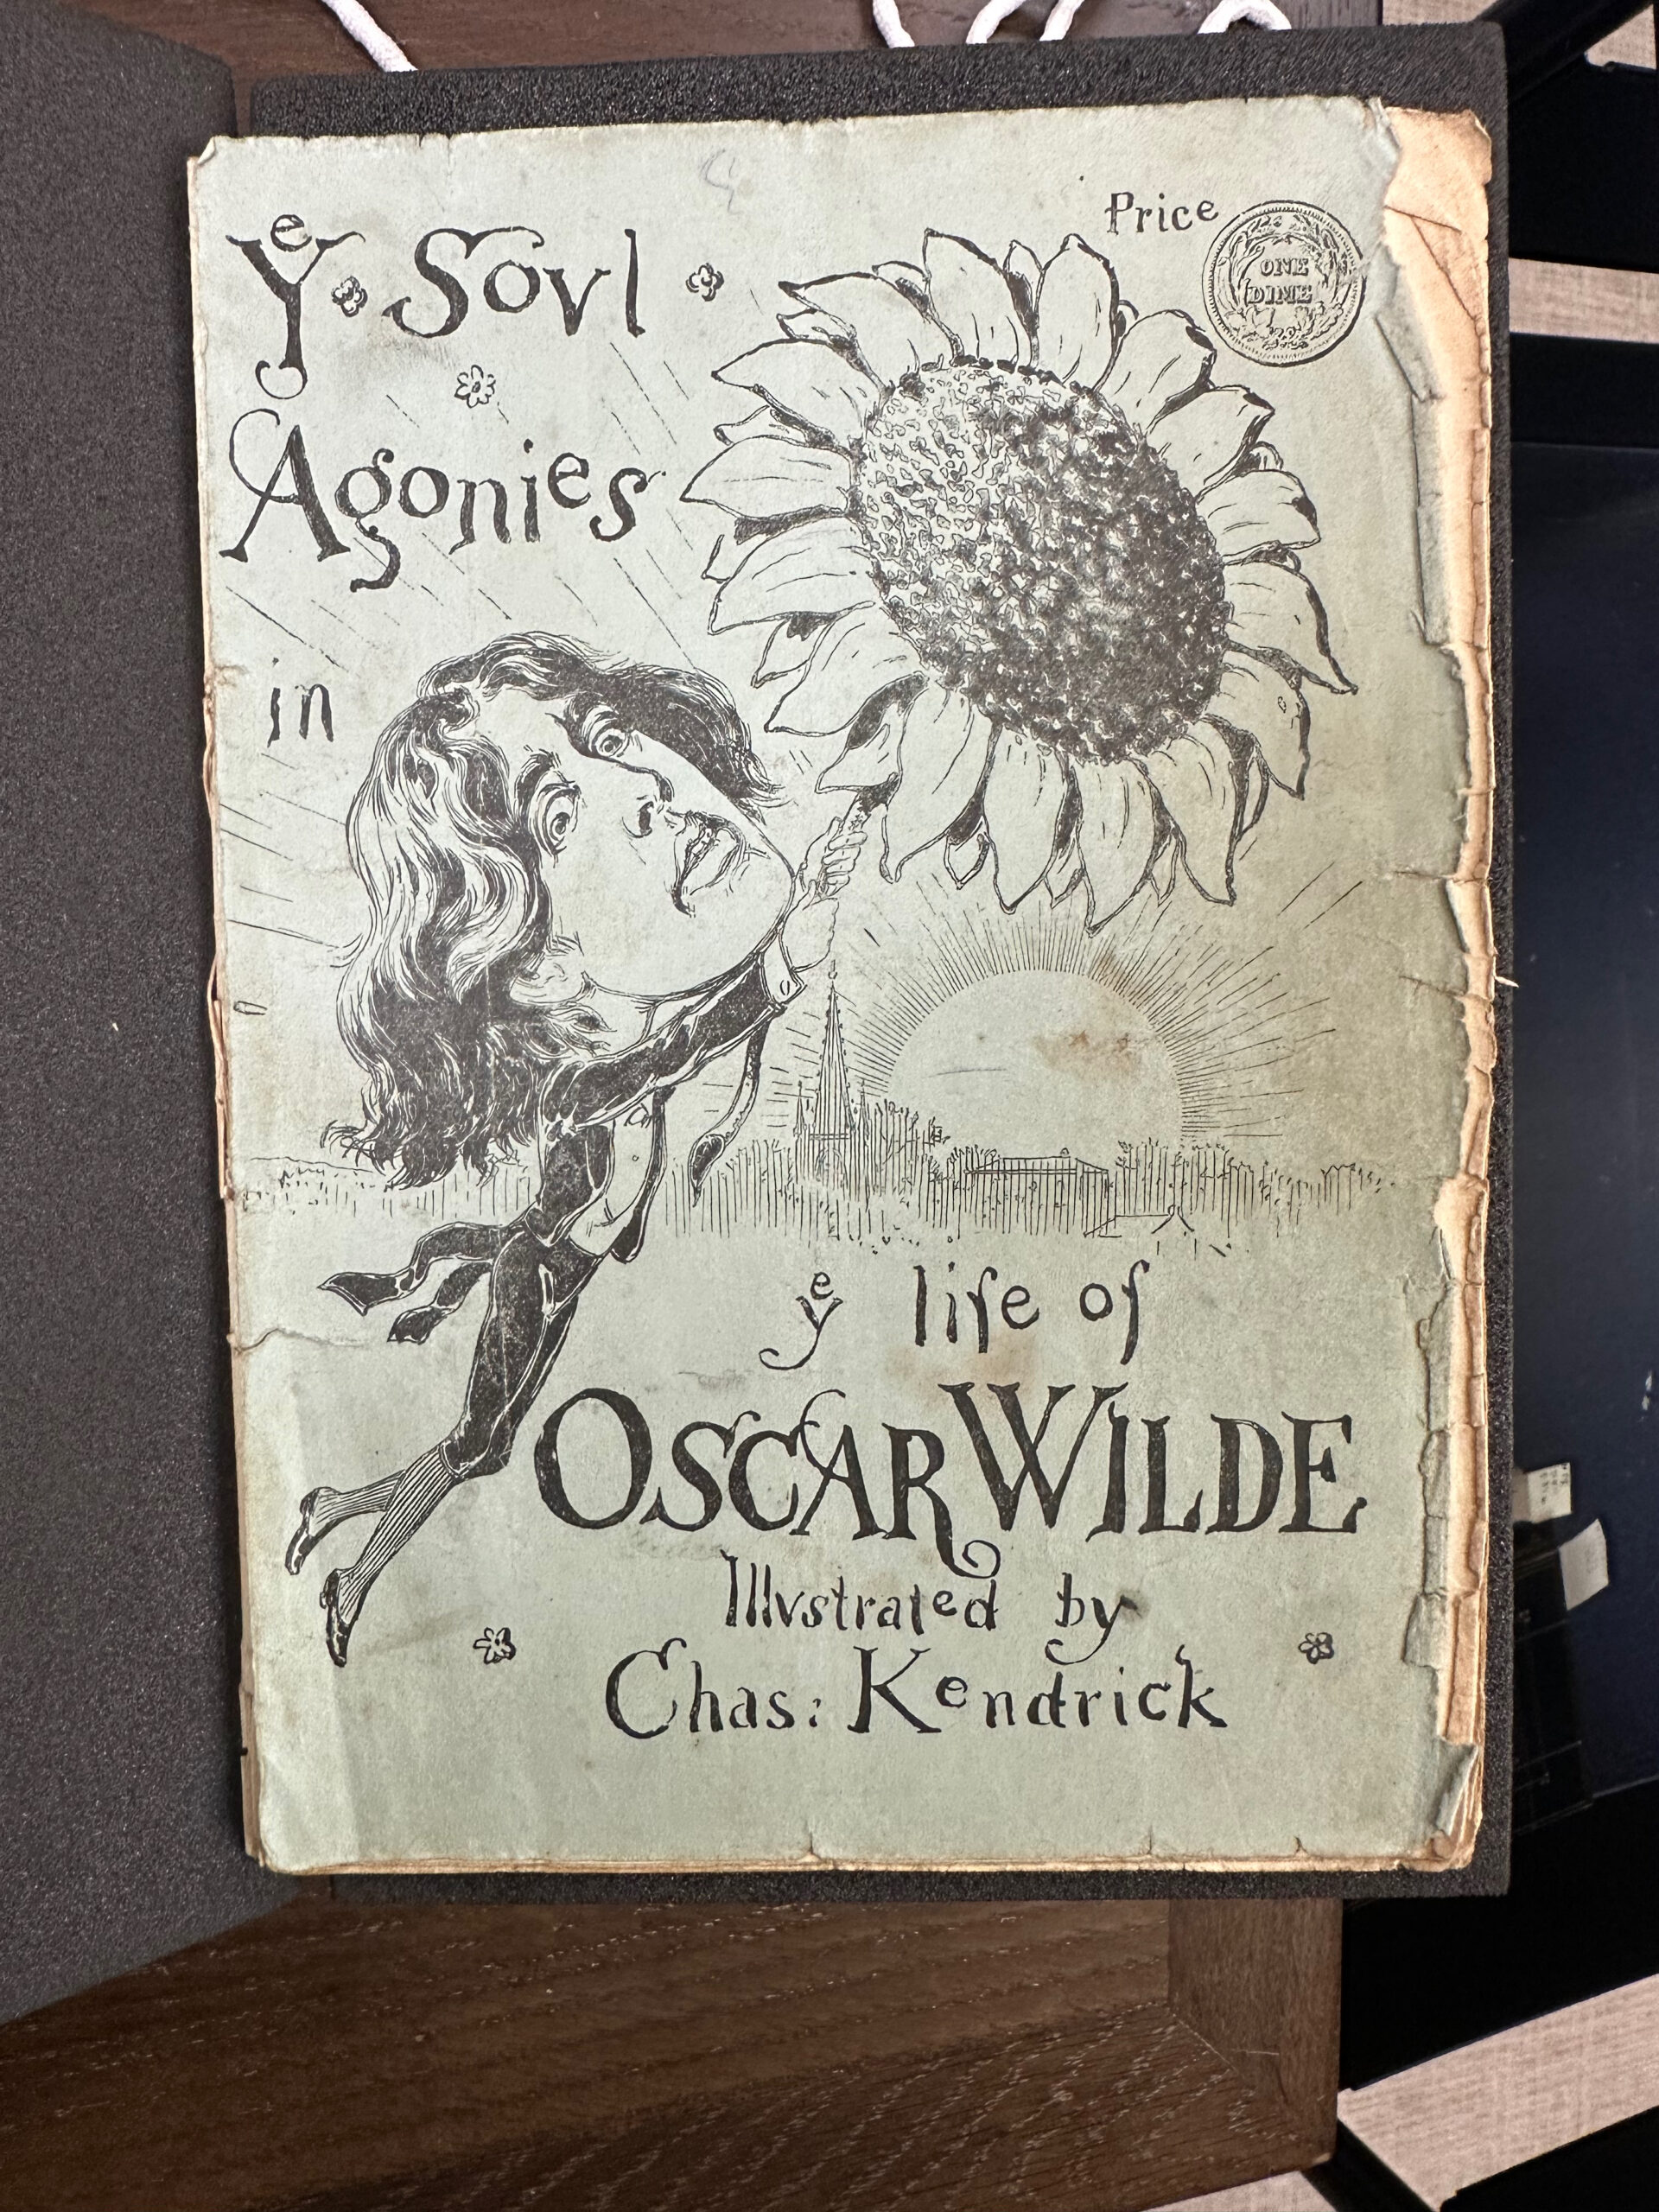 Price
ONE
DIME
Ye Sovl
Agonies
in
ye life of
OSCAR WILDE
Illvstrated by
Chas: Kendrick